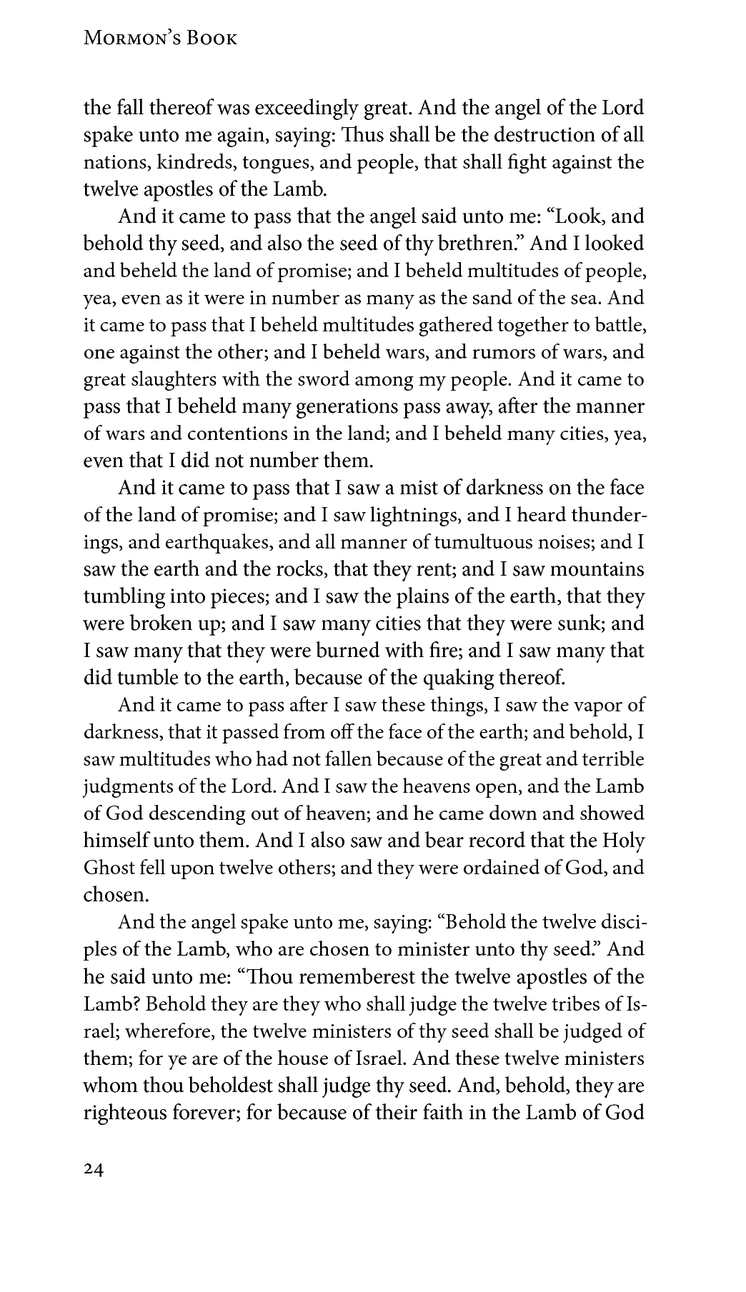 Mormon’s Book
the fall thereof was exceedingly great. And the angel of the Lord
spake unto me again, saying: Thus shall be the destruction of all
nations, kindreds, tongues, and people, that shall fight against the
twelve apostles of the Lamb.
And it came to pass that the angel said unto me: “Look, and
behold thy seed, and also the seed of thy brethren.” And I looked
and beheld the land of promise; and I beheld multitudes of people,
yea, even as it were in number as many as the sand of the sea. And
it came to pass that I beheld multitudes gathered together to battle,
one against the other; and I beheld wars, and rumors of wars, and
great slaughters with the sword among my people. And it came to
pass that I beheld many generations pass away, after the manner
of wars and contentions in the land; and I beheld many cities, yea,
even that I did not number them.
And it came to pass that I saw a mist of darkness on the face
of the land of promise; and I saw lightnings, and I heard thunder-
ings, and earthquakes, and all manner of tumultuous noises; and I
saw the earth and the rocks, that they rent; and I saw mountains
tumbling into pieces; and I saw the plains of the earth, that they
were broken up; and I saw many cities that they were sunk; and
I saw many that they were burned with fire; and I saw many that
did tumble to the earth, because of the quaking thereof.
And it came to pass after I saw these things, I saw the vapor of
darkness, that it passed from off the face of the earth; and behold, I
saw multitudes who had not fallen because of the great and terrible
judgments of the Lord. And I saw the heavens open, and the Lamb
of God descending out of heaven; and he came down and showed
himself unto them. And I also saw and bear record that the Holy
Ghost fell upon twelve others; and they were ordained of God, and
chosen.
And the angel spake unto me, saying: “Behold the twelve disci-
ples of the Lamb, who are chosen to minister unto thy seed.” And
he said unto me: “Thou rememberest the twelve apostles of the
Lamb? Behold they are they who shall judge the twelve tribes of Is-
rael; wherefore, the twelve ministers of thy seed shall be judged of
them; for ye are of the house of Israel. And these twelve ministers
whom thou beholdest shall judge thy seed. And, behold, they are
righteous forever; for because of their faith in the Lamb of God
24